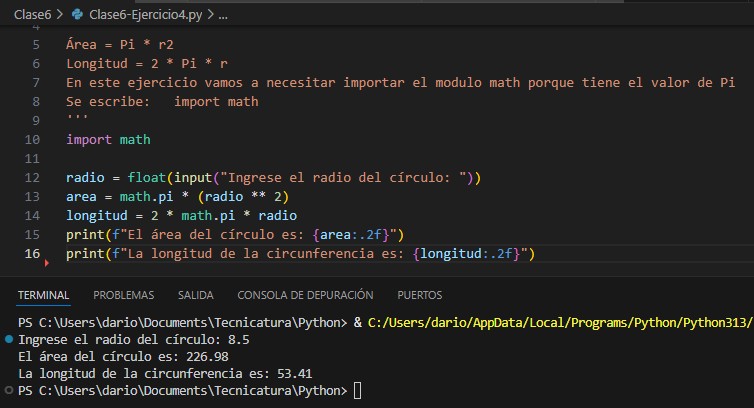 Clase6 > Clase6-Ejercicio4.py > ...
4
5 Área = Pi * r2
6 Longitud = 2 * Pi * r
7 En este ejercicio vamos a necesitar importar el modulo math porque tiene el valor de Pi
8 Se escribe:   import math
9 '''
10 import math
11
12 radio = float(input("Ingrese el radio del círculo: "))
13 area = math.pi * (radio ** 2)
14 longitud = 2 * math.pi * radio
15 print(f"El área del círculo es: {area:.2f}")
16 print(f"La longitud de la circunferencia es: {longitud:.2f}")
TERMINAL PROBLEMAS SALIDA CONSOLA DE DEPURACIÓN PUERTOS
PS C:\Users\dario\Documents\Tecnicatura\Python> & C:/Users/dario/AppData/Local/Programs/Python/Python313/
Ingrese el radio del círculo: 8.5
El área del círculo es: 226.98
La longitud de la circunferencia es: 53.41
PS C:\Users\dario\Documents\Tecnicatura\Python>